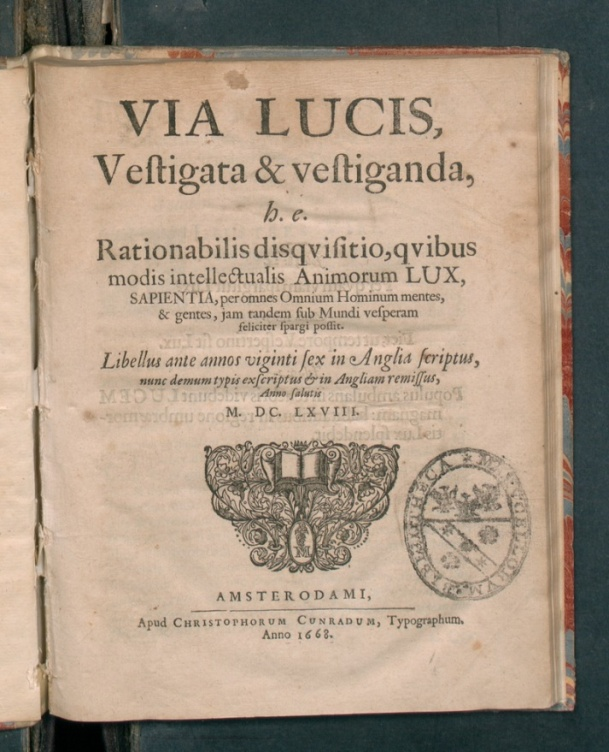 VIA LUCIS,
Veſtigata & veſtiganda,
h. e.
Rationabilis disqviſitio, qvibus
modis intellectualis Animorum LUX,
SAPIENTIA, per omnes Omnium Hominum mentes,
& gentes, jam tandem ſub Mundi veſperam
feliciter ſpargi poſſit.
Libellus ante annos viginti ſex in Anglia ſcriptus,
nunc demum typis exſcriptus & in Angliam remiſſus,
Anno ſalutis
M. DC. LXVIII.
AMSTERODAMI,
Apud CHRISTOPHORUM CUNRADUM, Typographum.
Anno 1668.